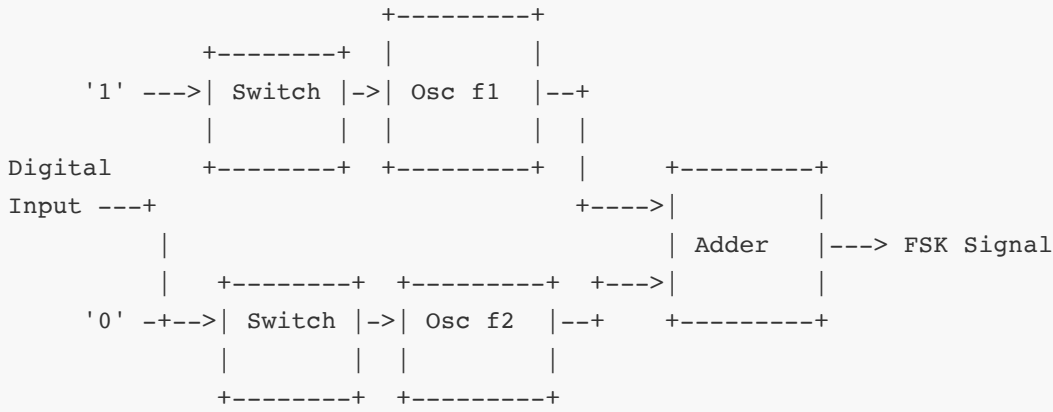 '1' Switch Osc f1
Digital
Input
Adder FSK Signal
'0' Switch Osc f2